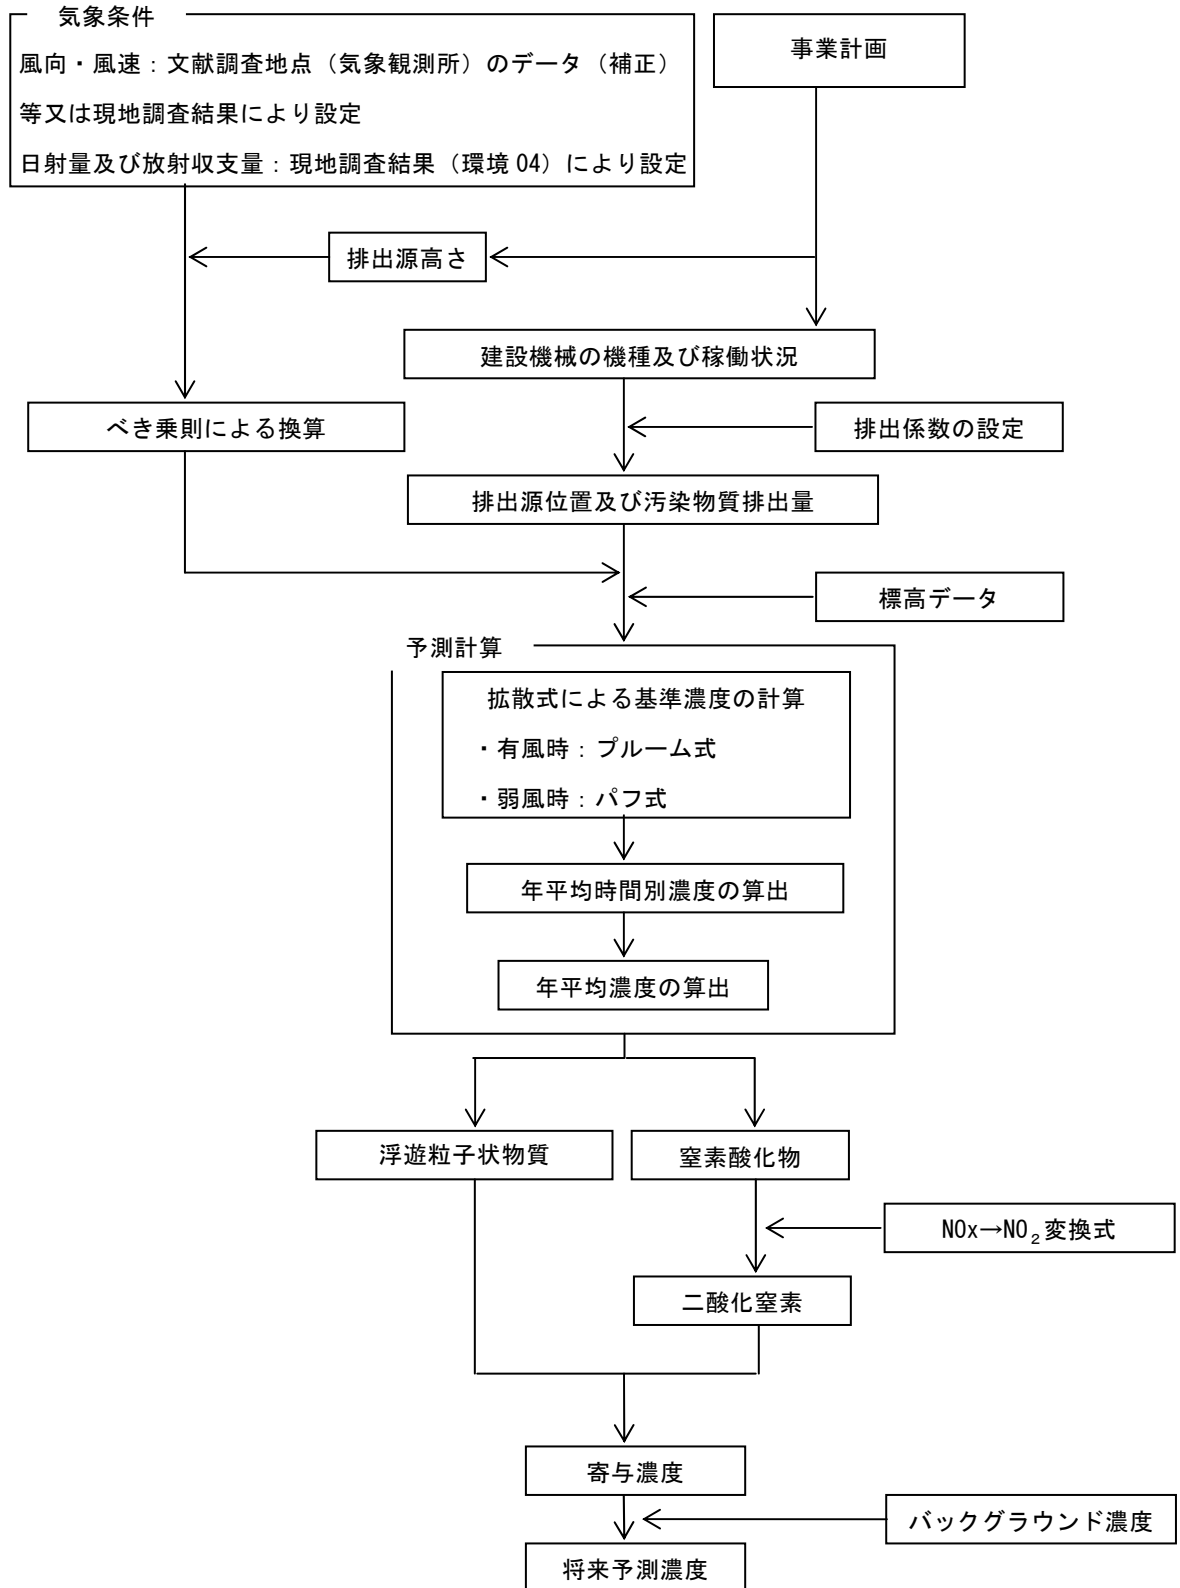 気象条件
風向・風速：文献調査地点（気象観測所）のデータ（補正）
等又は現地調査結果により設定
日射量及び放射収支量：現地調査結果（環境 04）により設定
事業計画
排出源高さ
建設機械の機種及び稼働状況
べき乗則による換算
排出係数の設定
排出源位置及び汚染物質排出量
標高データ
予測計算
拡散式による基準濃度の計算
・有風時：プルーム式
・弱風時：パフ式
年平均時間別濃度の算出
年平均濃度の算出
浮遊粒子状物質
窒素酸化物
NOx→NO₂変換式
二酸化窒素
寄与濃度
バックグラウンド濃度
将来予測濃度